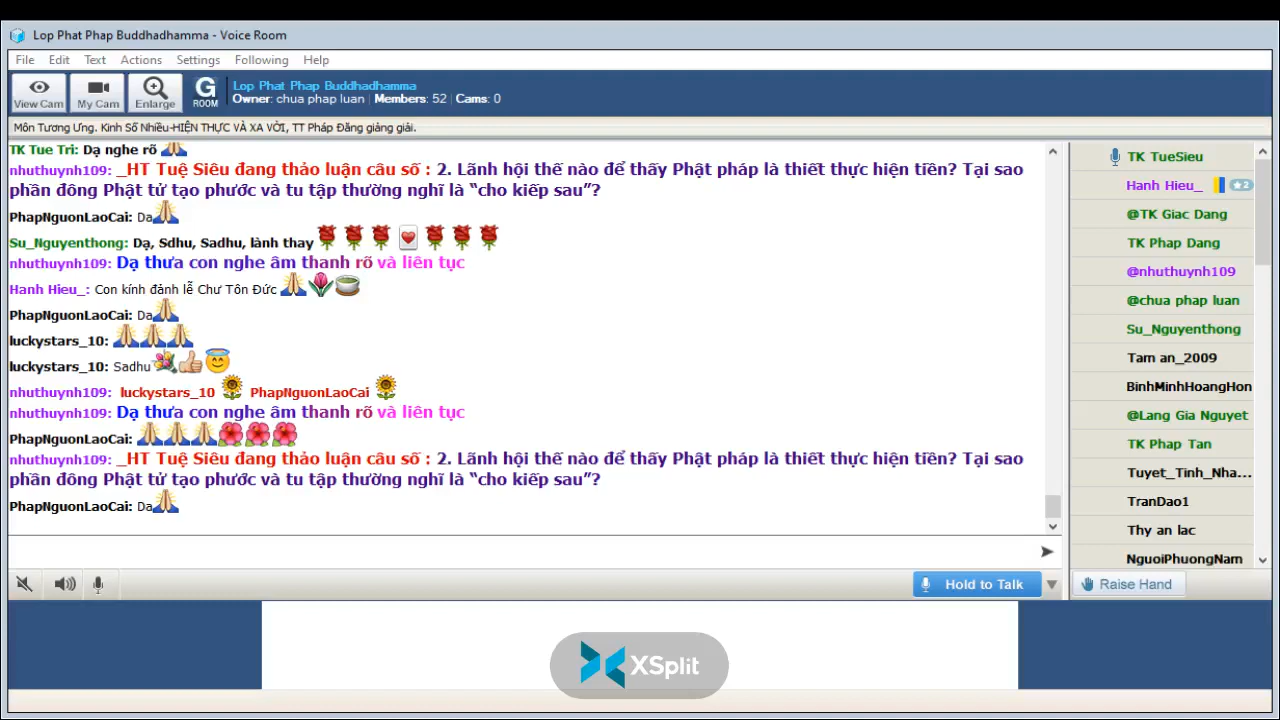 Lop Phat Phap Buddhadhamma - Voice Room
File Edit Text Actions Settings Following Help
View Cam My Cam Enlarge G ROOM
Lop Phat Phap Buddhadhamma
Owner: chua phap luan | Members: 52 | Cams: 0
Môn Tương Ưng. Kinh Số Nhiều-HIỆN THỰC VÀ XA VỜI, TT Pháp Đăng giảng giải.
TK Tue Tri: Dạ nghe rõ
nhuthuynh109: _HT Tuệ Siêu đang thảo luận câu số : 2. Lãnh hội thế nào để thấy Phật pháp là thiết thực hiện tiền? Tại sao
phần đông Phật tử tạo phước và tu tập thường nghĩ là “cho kiếp sau”?
PhapNguonLaoCai: Da
Su_Nguyenthong: Dạ, Sdhu, Sadhu, lành thay
nhuthuynh109: Dạ thưa con nghe âm thanh rõ và liên tục
Hanh Hieu_: Con kính đảnh lễ Chư Tôn Đức
PhapNguonLaoCai: Da
luckystars_10:
luckystars_10: Sadhu
nhuthuynh109: luckystars_10 PhapNguonLaoCai
nhuthuynh109: Dạ thưa con nghe âm thanh rõ và liên tục
PhapNguonLaoCai:
nhuthuynh109: _HT Tuệ Siêu đang thảo luận câu số : 2. Lãnh hội thế nào để thấy Phật pháp là thiết thực hiện tiền? Tại sao
phần đông Phật tử tạo phước và tu tập thường nghĩ là “cho kiếp sau”?
PhapNguonLaoCai: Da
TK TueSieu
Hanh Hieu_ 2
@TK Giac Dang
TK Phap Dang
@nhuthuynh109
@chua phap luan
Su_Nguyenthong
Tam an_2009
BinhMinhHoangHon
@Lang Gia Nguyet
TK Phap Tan
Tuyet_Tinh_Nha...
TranDao1
Thy an lac
NguoiPhuongNam
Hold to Talk
Raise Hand
XSplit